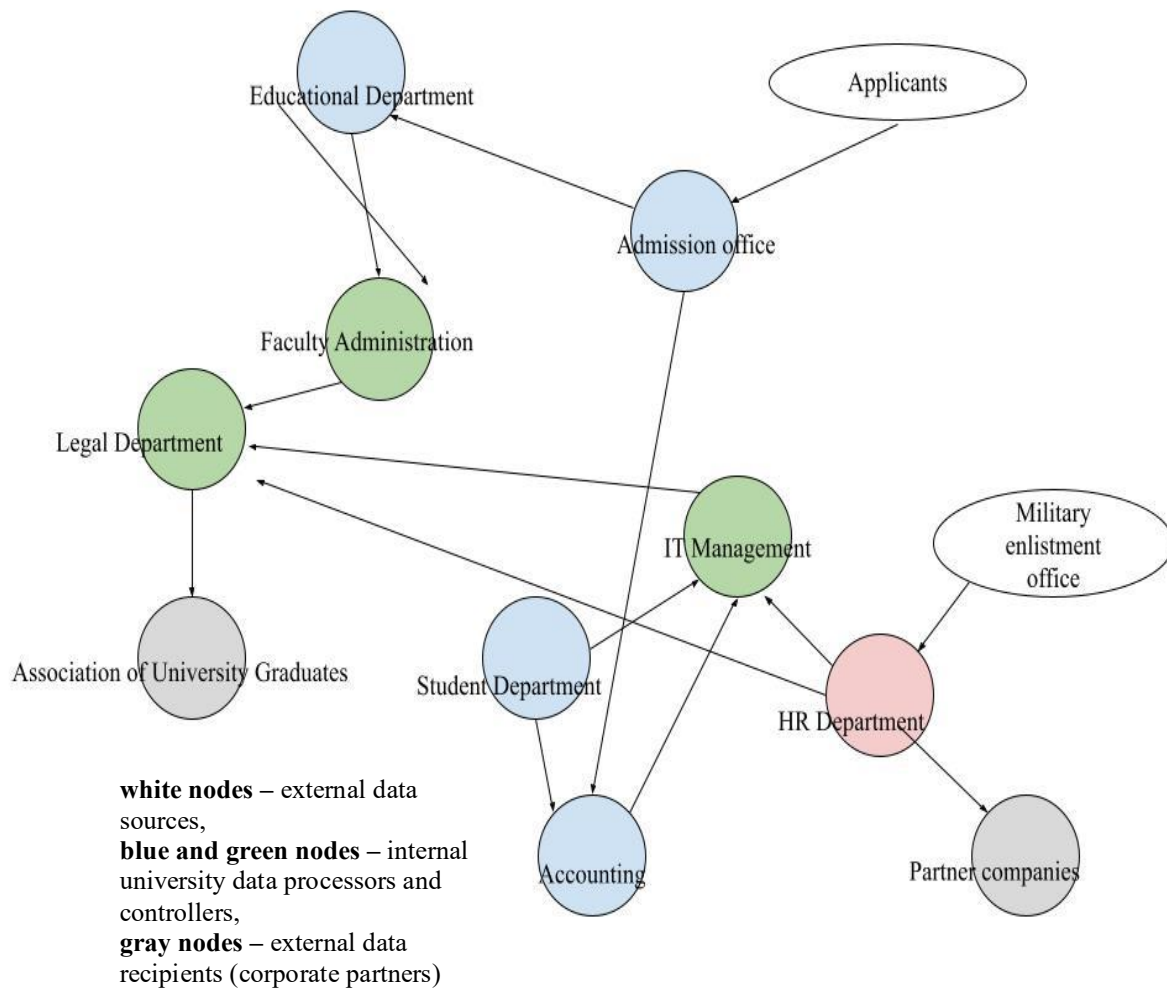 Educational Department
Applicants
Admission office
Faculty Administration
Legal Department
IT Management
Military
enlistment
office
Association of University Graduates
Student Department
HR Department
Accounting
Partner companies
white nodes – external data
sources,
blue and green nodes – internal
university data processors and
controllers,
gray nodes – external data
recipients (corporate partners)